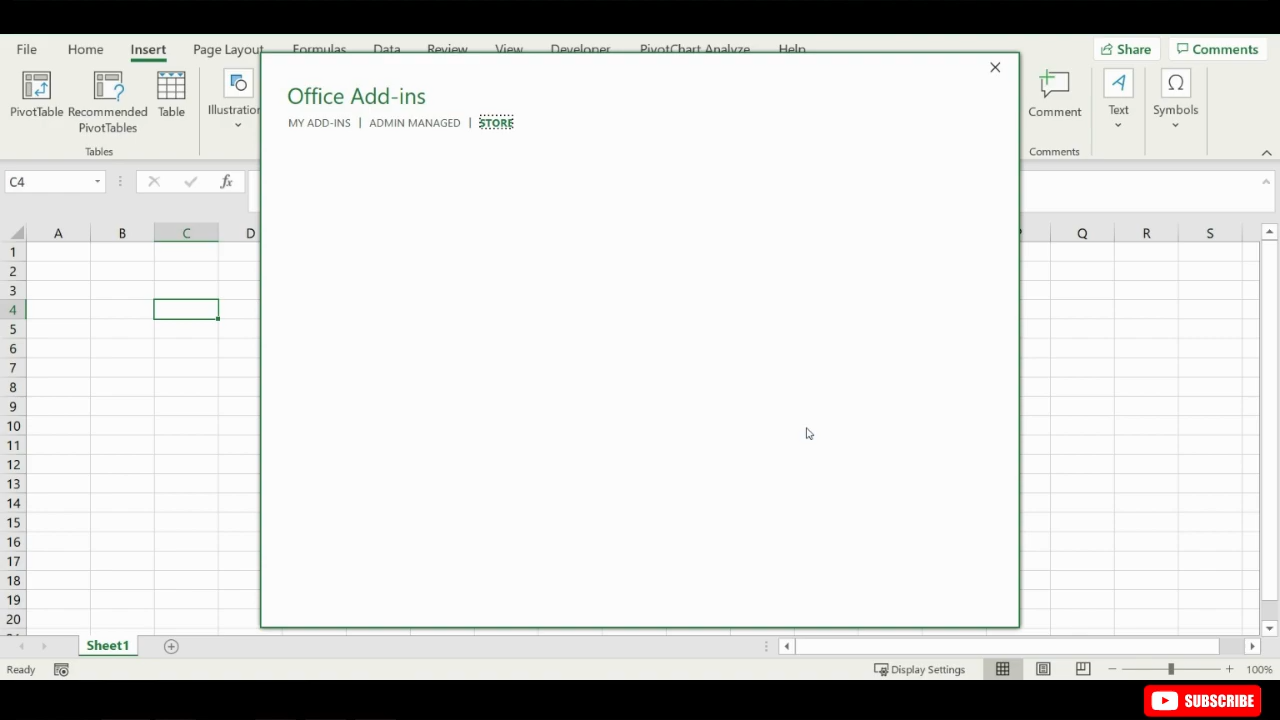 File Home Insert Page Layout Formulas Data Review View Developer PivotChart Analyze Help Share Comments
PivotTable Recommended PivotTables Table Illustration Comment Text Symbols
Tables Comments
Office Add-ins
MY ADD-INS | ADMIN MANAGED | STORE
C4 fx
A B C D Q R S
1
2
3
4
5
6
7
8
9
10
11
12
13
14
15
16
17
18
19
20
Sheet1
Ready Display Settings 100%
SUBSCRIBE